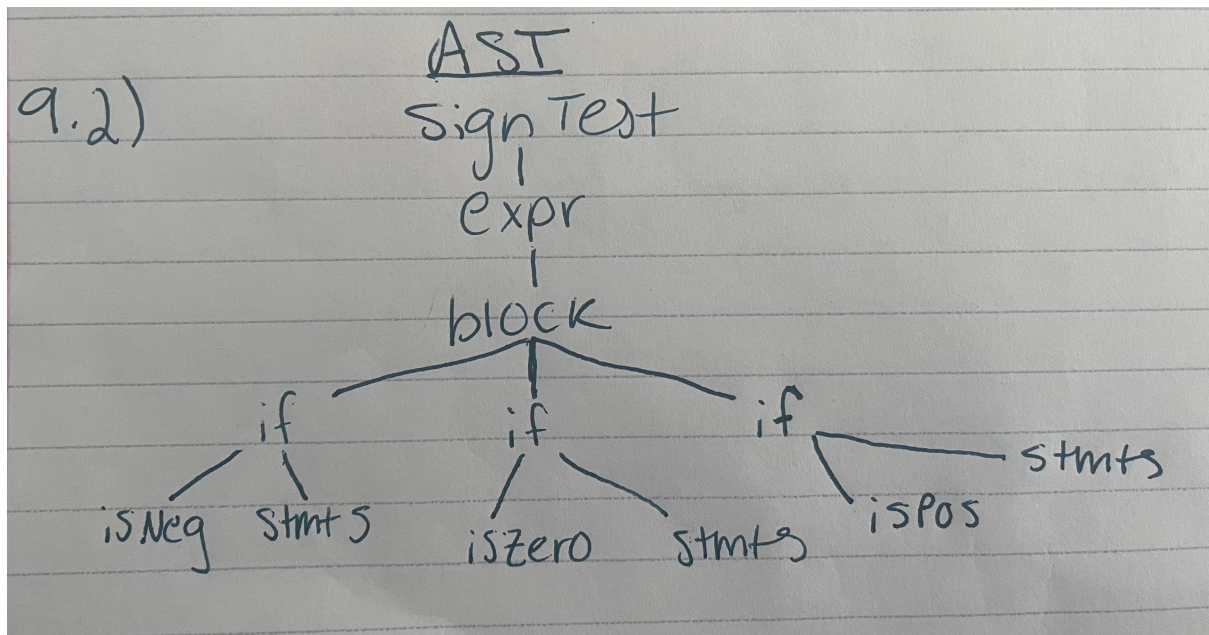 AST
9.2)
SignTest
expr
block
if if if
stmts
isNeg stmts isZero stmts isPos